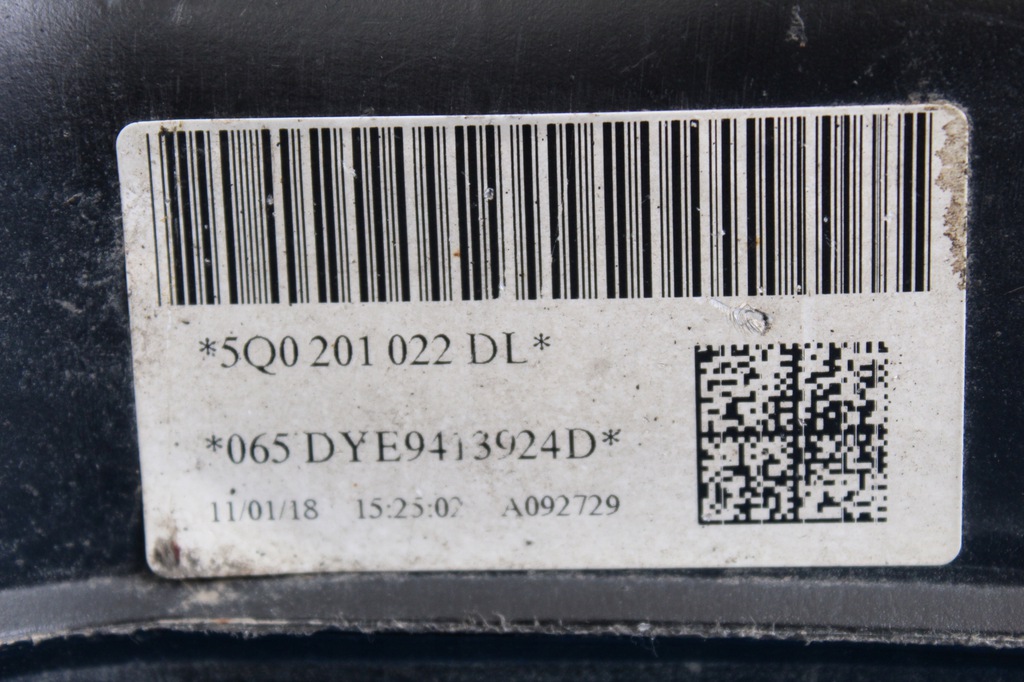 *5Q0 201 022 DL*
*065 DYE9413924D*
11/01/18 15:25:02 A092729